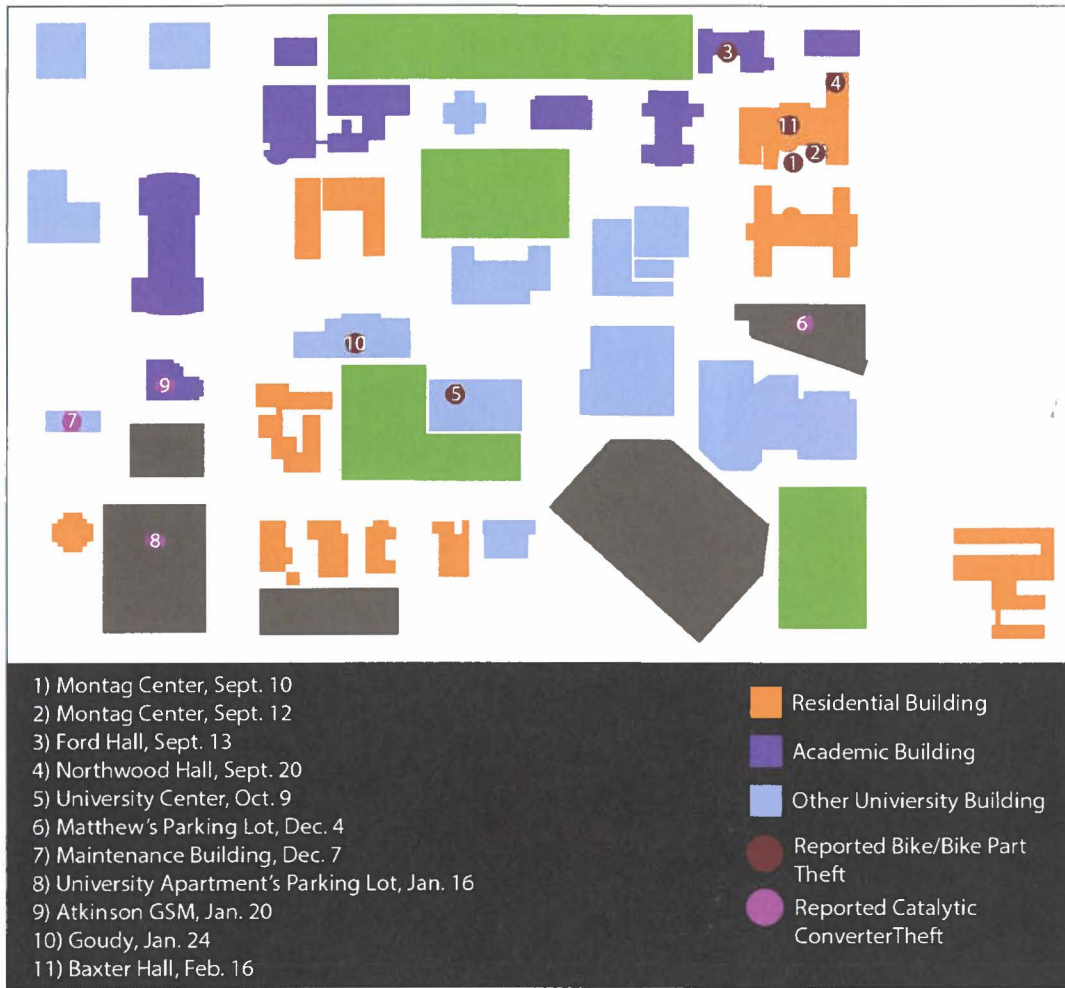 3
4
11
1
2
6
10
9
5
7
8
1) Montag Center, Sept. 10
2) Montag Center, Sept. 12
3) Ford Hall, Sept. 13
4) Northwood Hall, Sept. 20
5) University Center, Oct. 9
6) Matthew's Parking Lot, Dec. 4
7) Maintenance Building, Dec. 7
8) University Apartment's Parking Lot, Jan. 16
9) Atkinson GSM, Jan. 20
10) Goudy, Jan. 24
11) Baxter Hall, Feb. 16
Residential Building
Academic Building
Other Univiersity Building
Reported Bike/Bike Part
Theft
Reported Catalytic
ConverterTheft